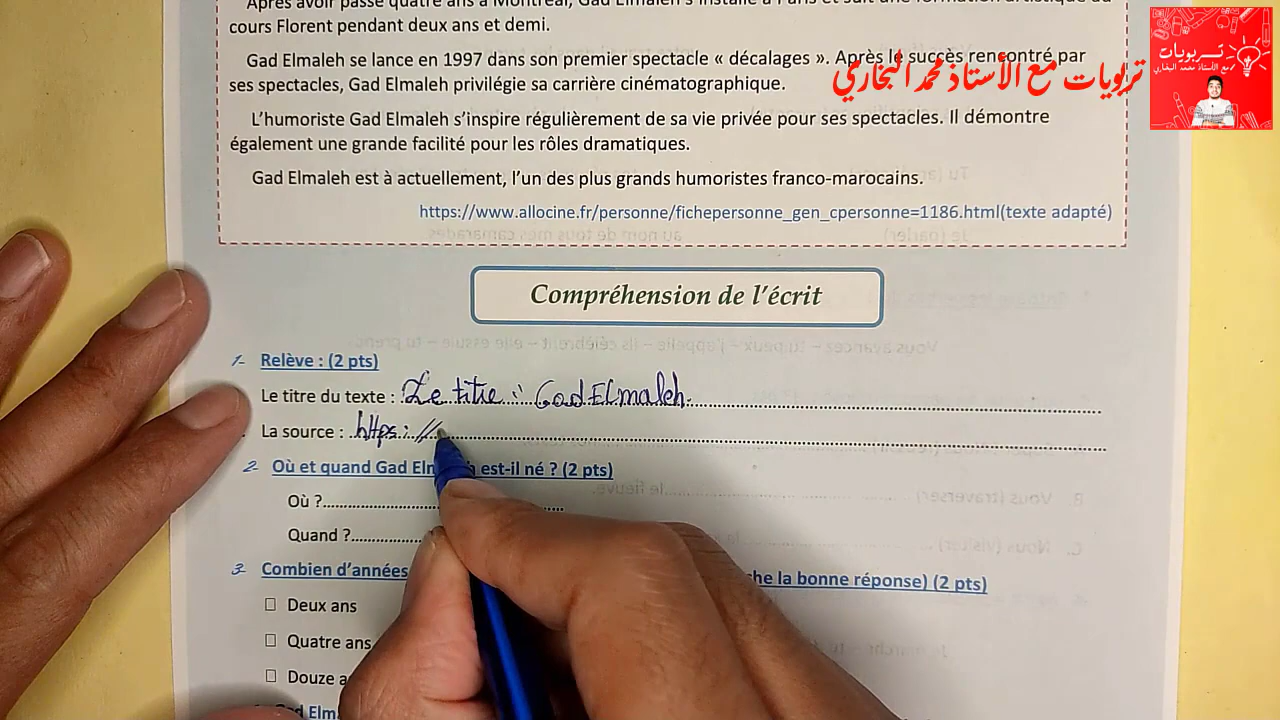 Après avoir passé quatre ans à Montréal, Gad Elmaleh s'installe à Paris et suit une formation artistique au
cours Florent pendant deux ans et demi.
Gad Elmaleh se lance en 1997 dans son premier spectacle « décalages ». Après le succès rencontré par
ses spectacles, Gad Elmaleh privilégie sa carrière cinématographique.
L'humoriste Gad Elmaleh s'inspire régulièrement de sa vie privée pour ses spectacles. Il démontre
également une grande facilité pour les rôles dramatiques.
Gad Elmaleh est à actuellement, l'un des plus grands humoristes franco-marocains.
https://www.allocine.fr/personne/fichepersonne_gen_cpersonne=1186.html(texte adapté)
تربويات مع الأستاذ محمد البخاري
تربويات
مع الأستاذ محمد البخاري
Compréhension de l'écrit
1- Relève : (2 pts)
Le titre du texte : Le titre : Gad Elmaleh.
La source : https://
2- Où et quand Gad Elm est-il né ? (2 pts)
Où ?
Quand ?
3- Combien d'années che la bonne réponse) (2 pts)
Deux ans
Quatre ans
Douze a
Gad Elm